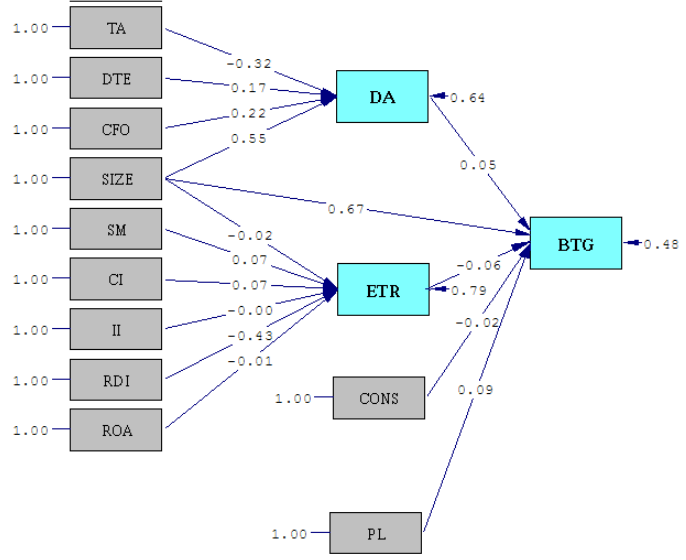 1.00 TA
-0.32
1.00 DTE
0.17
DA
0.64
1.00 CFO
0.22
0.55
1.00 SIZE
0.05
0.67
1.00 SM
-0.02
BTG
0.48
0.07
1.00 CI
0.07
ETR
-0.06
0.79
1.00 II
-0.00
-0.02
-0.43
-0.01
1.00 RDI
1.00 CONS
0.09
1.00 ROA
1.00 PL